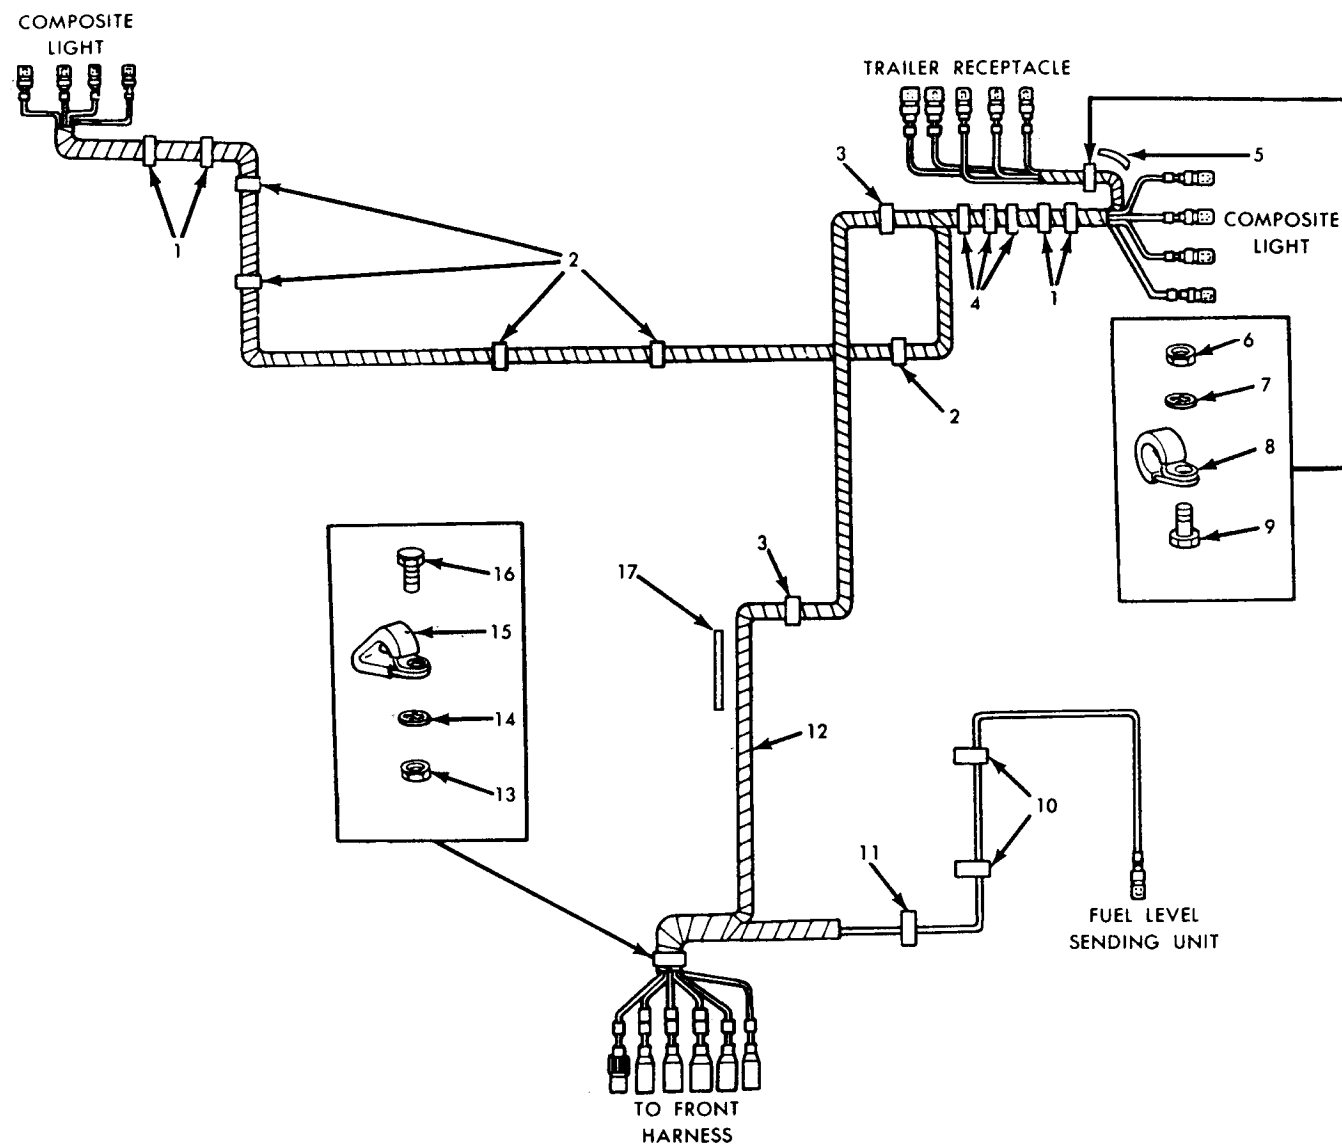 COMPOSITE
LIGHT
TRAILER RECEPTACLE
3
5
1
2
4
1
COMPOSITE
LIGHT
6
7
2
8
9
3
17
16
15
14
12
13
10
11
FUEL LEVEL
SENDING UNIT
TO FRONT
HARNESS